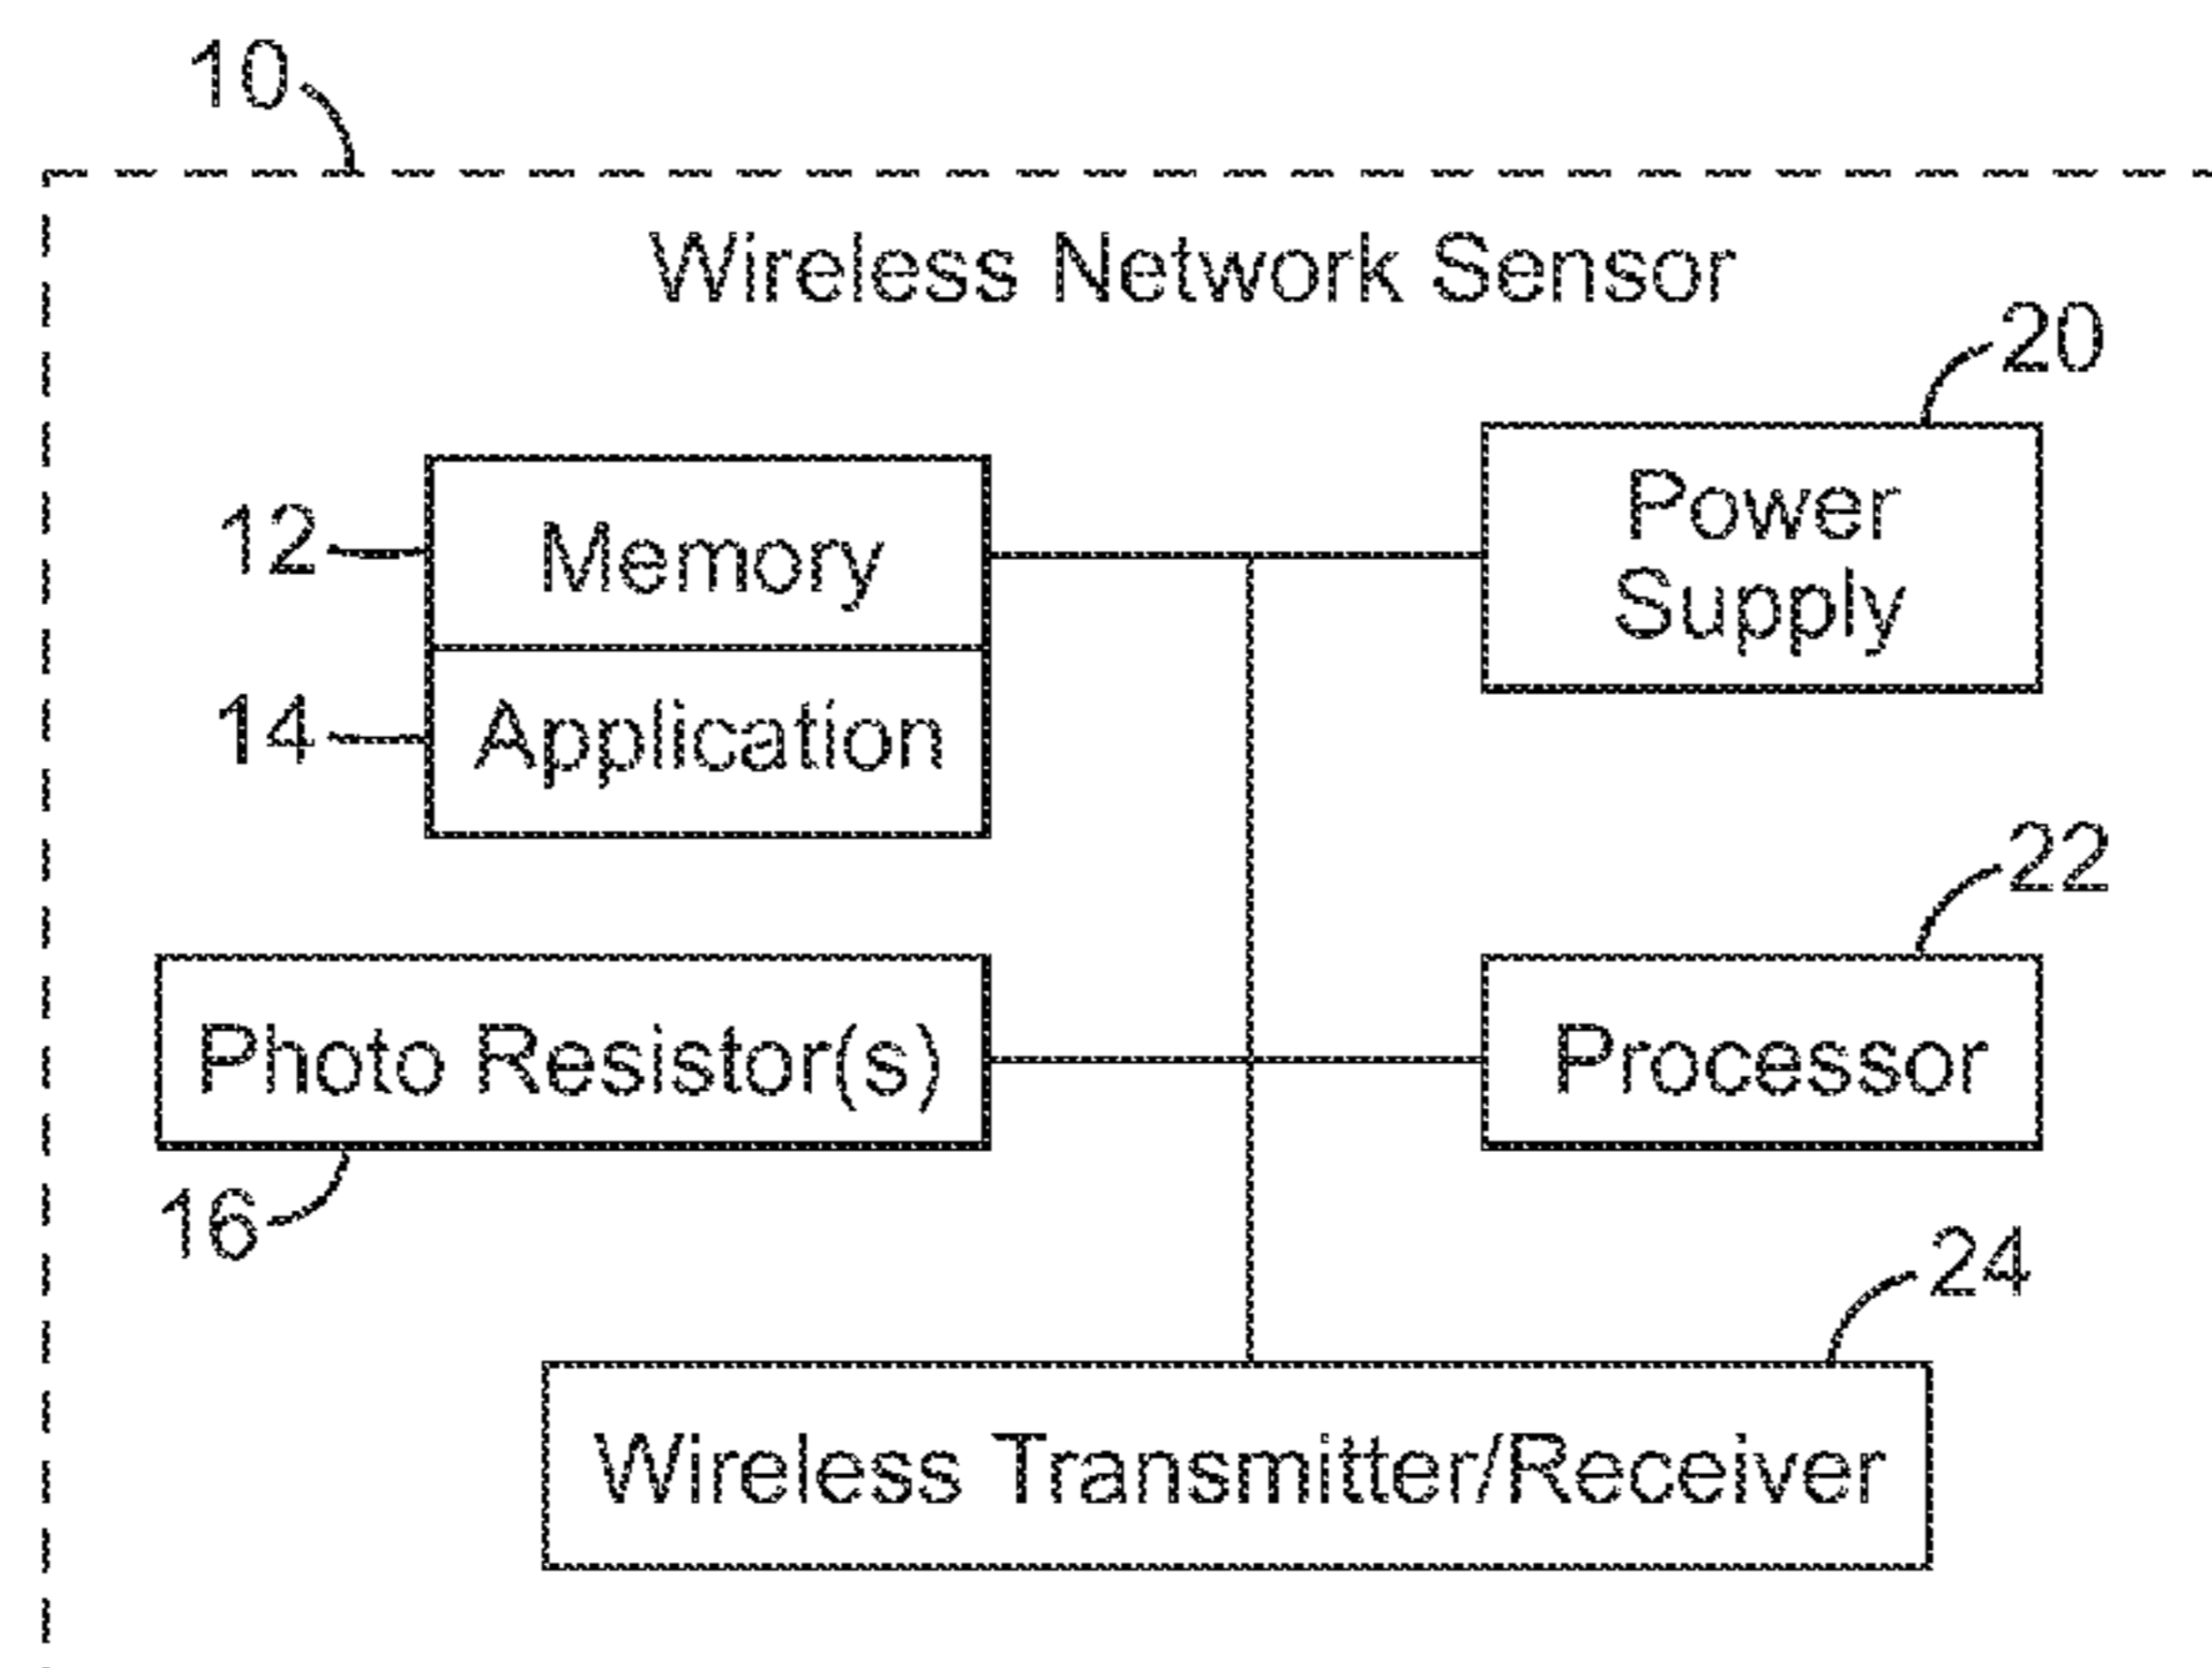 10
Wireless Network Sensor
20
Power
Supply
12
Memory
14
Application
22
Photo Resistor(s)
Processor
16
24
Wireless Transmitter/Receiver